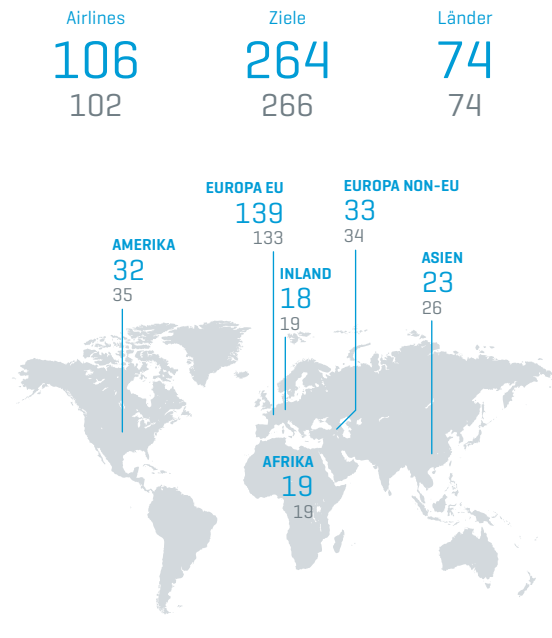 Airlines
106
102
Ziele
264
266
Länder
74
74
EUROPA EU
139
133
EUROPA NON-EU
33
34
AMERIKA
32
35
INLAND
18
19
ASIEN
23
26
AFRIKA
19
19